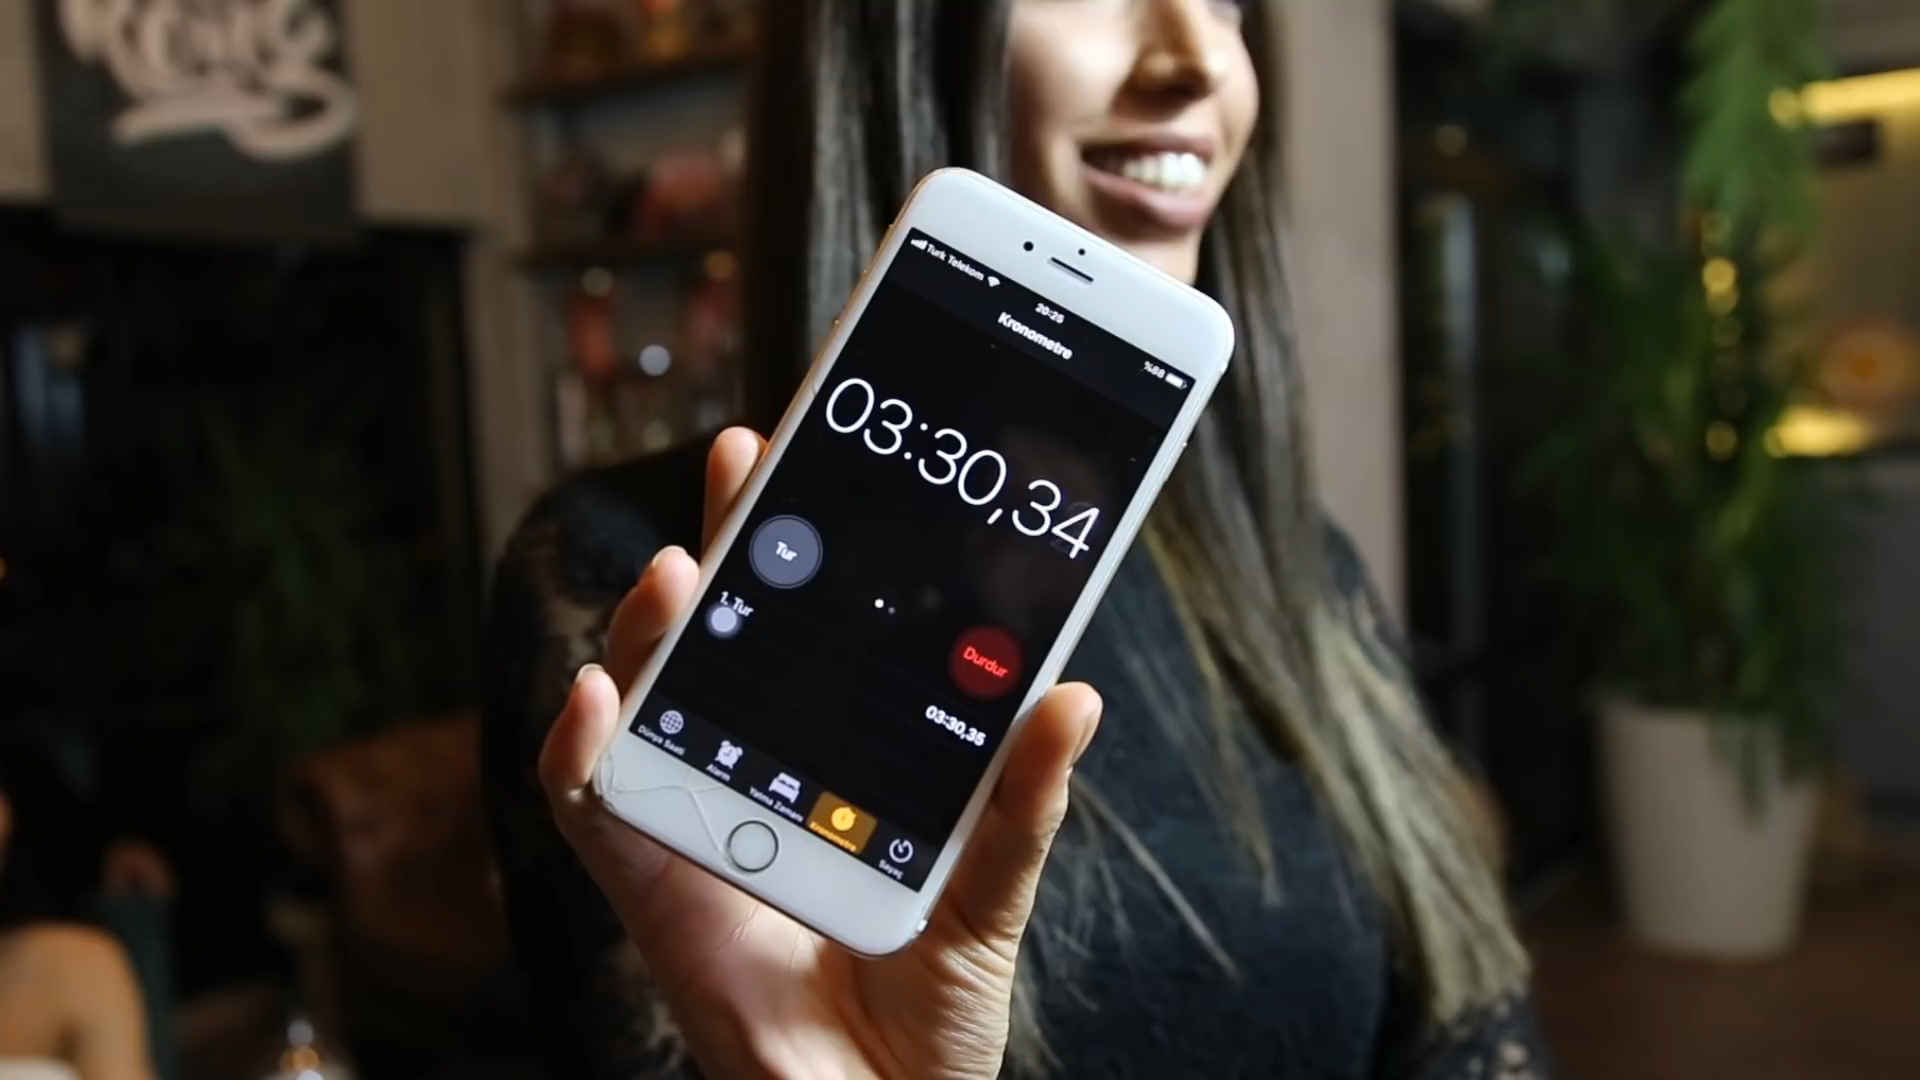 Turk Telekom
20:25
%88
Kronometre
03:30,34
Tur
Durdur
1. Tur
03:30,35
Dünya Saati
Alarm
Yatma Zamanı
Kronometre
Sayaç